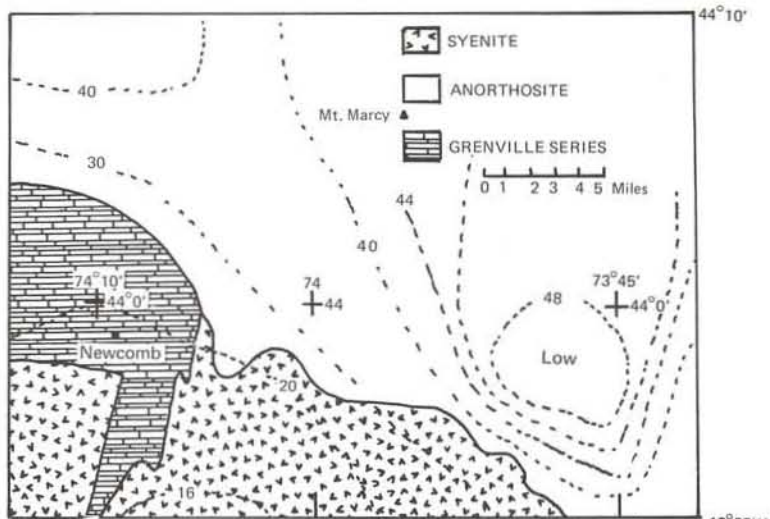 44°10'
SYENITE
40
ANORTHOSITE
Mt. Marcy
30
GRENVILLE SERIES
0 1 2 3 4 5 Miles
44
40
74°10'
44°0'
74
44
48
73°45'
44°0'
Newcomb
Low
20
16